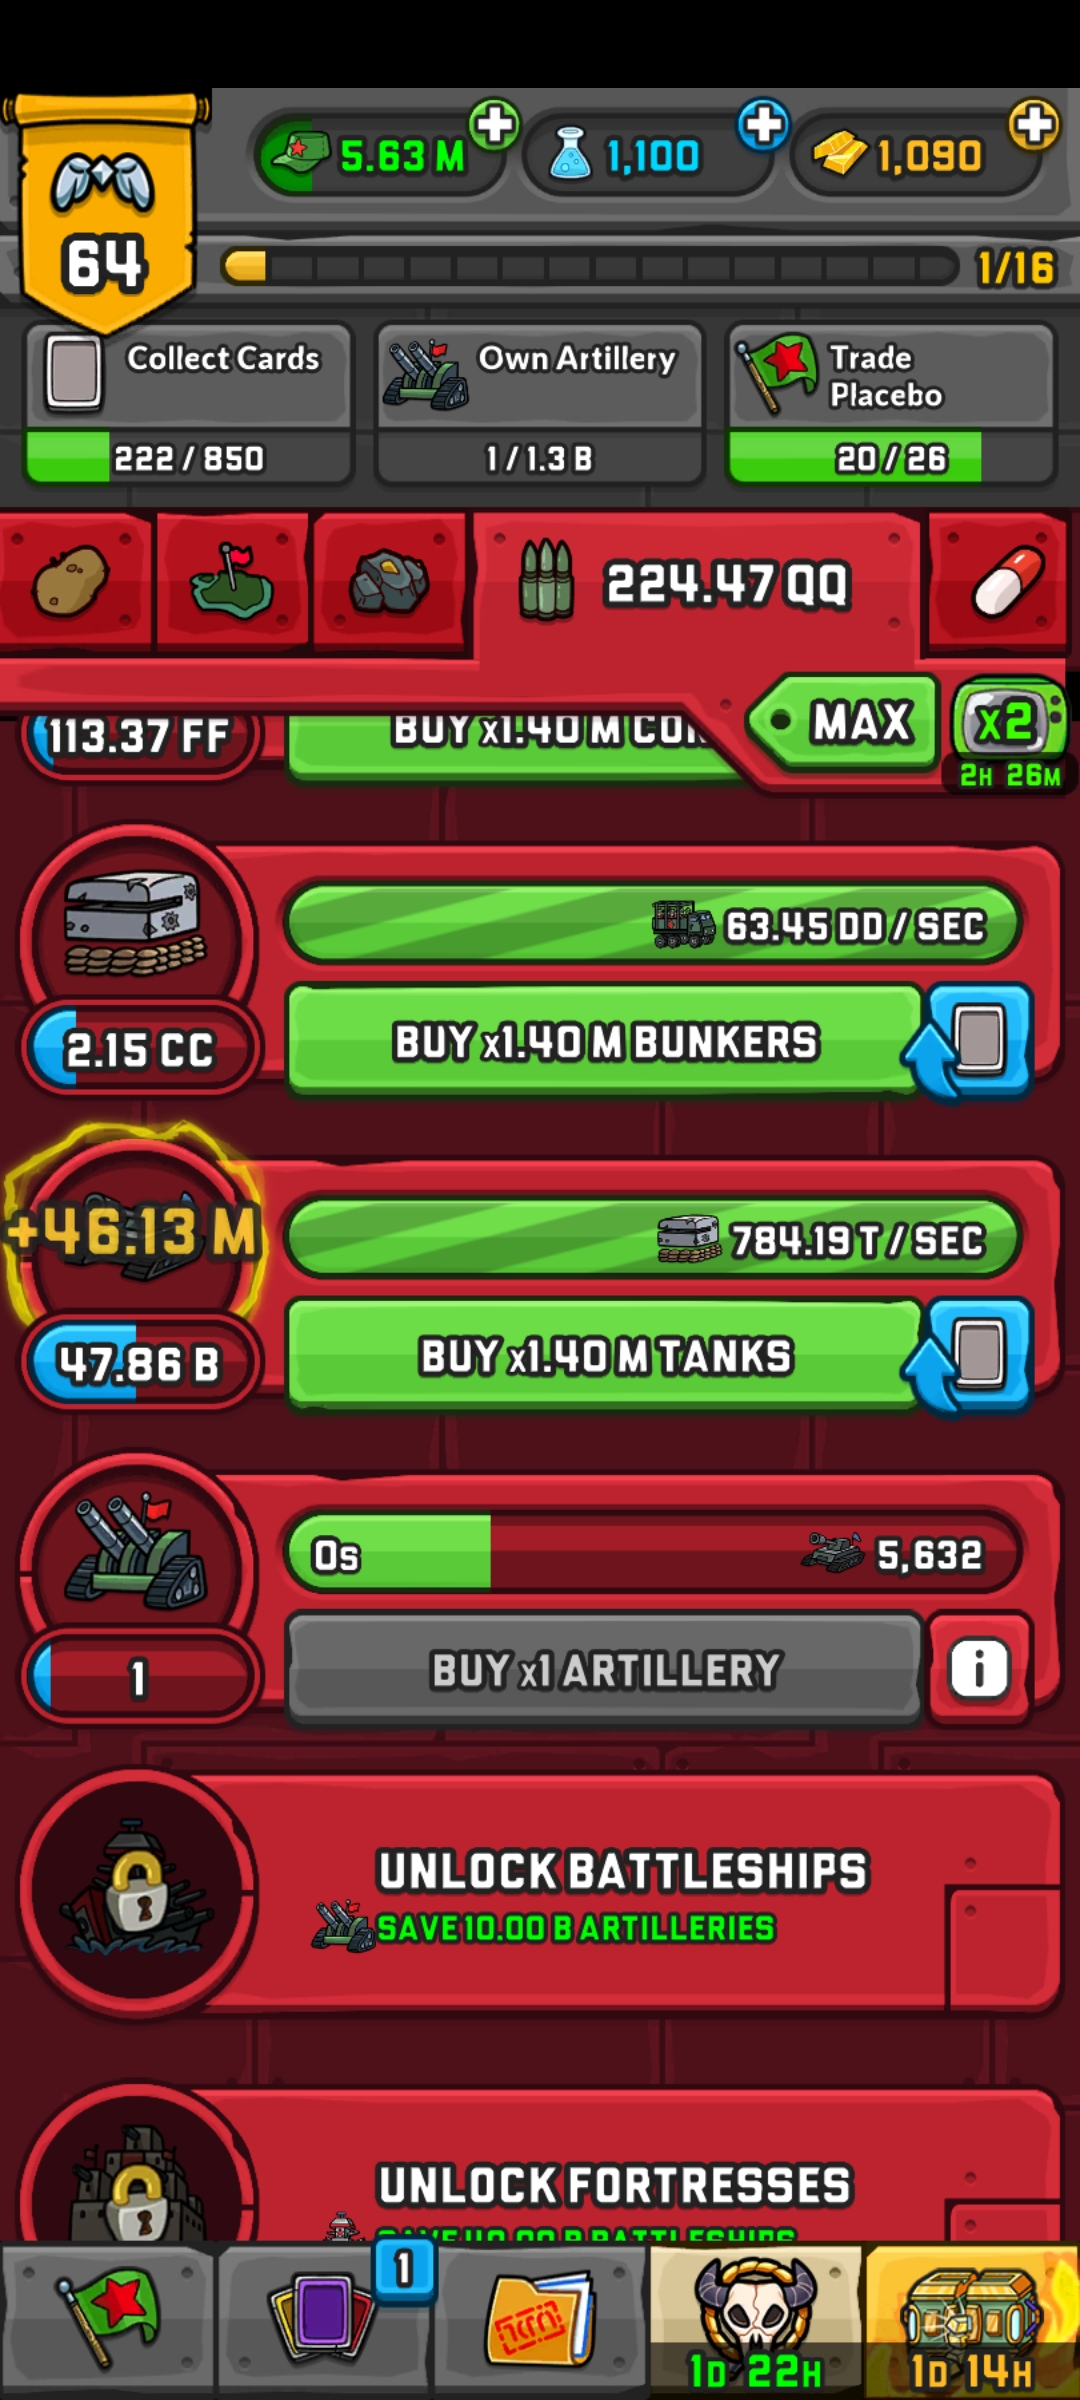 5.63 M
1,100
1,090
64
1/16
Collect Cards
222 / 850
Own Artillery
1 / 1.3 B
Trade
Placebo
20 / 26
224.47 QQ
MAX
x2
2H 26M
113.37 FF
BUY x1.40 M
63.45 DD / SEC
2.15 CC
BUY x1.40 M BUNKERS
+46.13 M
784.19 T / SEC
47.86 B
BUY x1.40 M TANKS
0s
5,632
1
BUY x1 ARTILLERY
i
UNLOCK BATTLESHIPS
SAVE 10.00 B ARTILLERIES
UNLOCK FORTRESSES
1
1D 22H
1D 14H